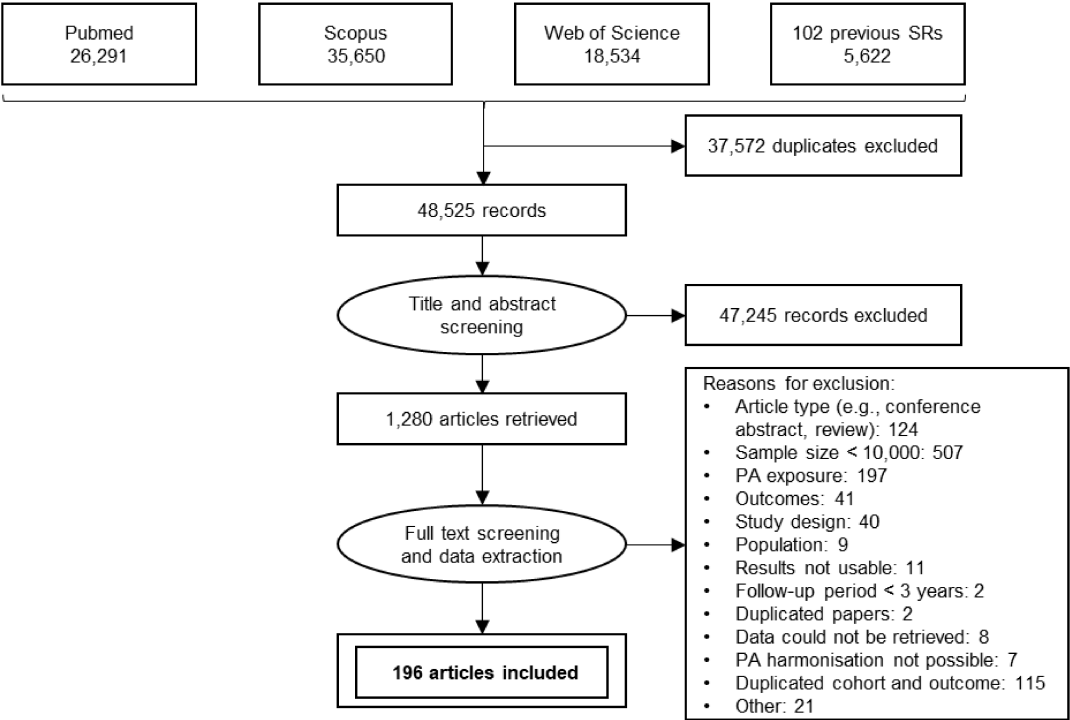 Pubmed
26,291
Scopus
35,650
Web of Science
18,534
102 previous SRs
5,622
37,572 duplicates excluded
48,525 records
Title and abstract
screening
47,245 records excluded
1,280 articles retrieved
Full text screening
and data extraction
Reasons for exclusion:
• Article type (e.g., conference
abstract, review): 124
• Sample size < 10,000: 507
• PA exposure: 197
• Outcomes: 41
• Study design: 40
• Population: 9
• Results not usable: 11
• Follow-up period < 3 years: 2
• Duplicated papers: 2
• Data could not be retrieved: 8
• PA harmonisation not possible: 7
• Duplicated cohort and outcome: 115
• Other: 21
196 articles included